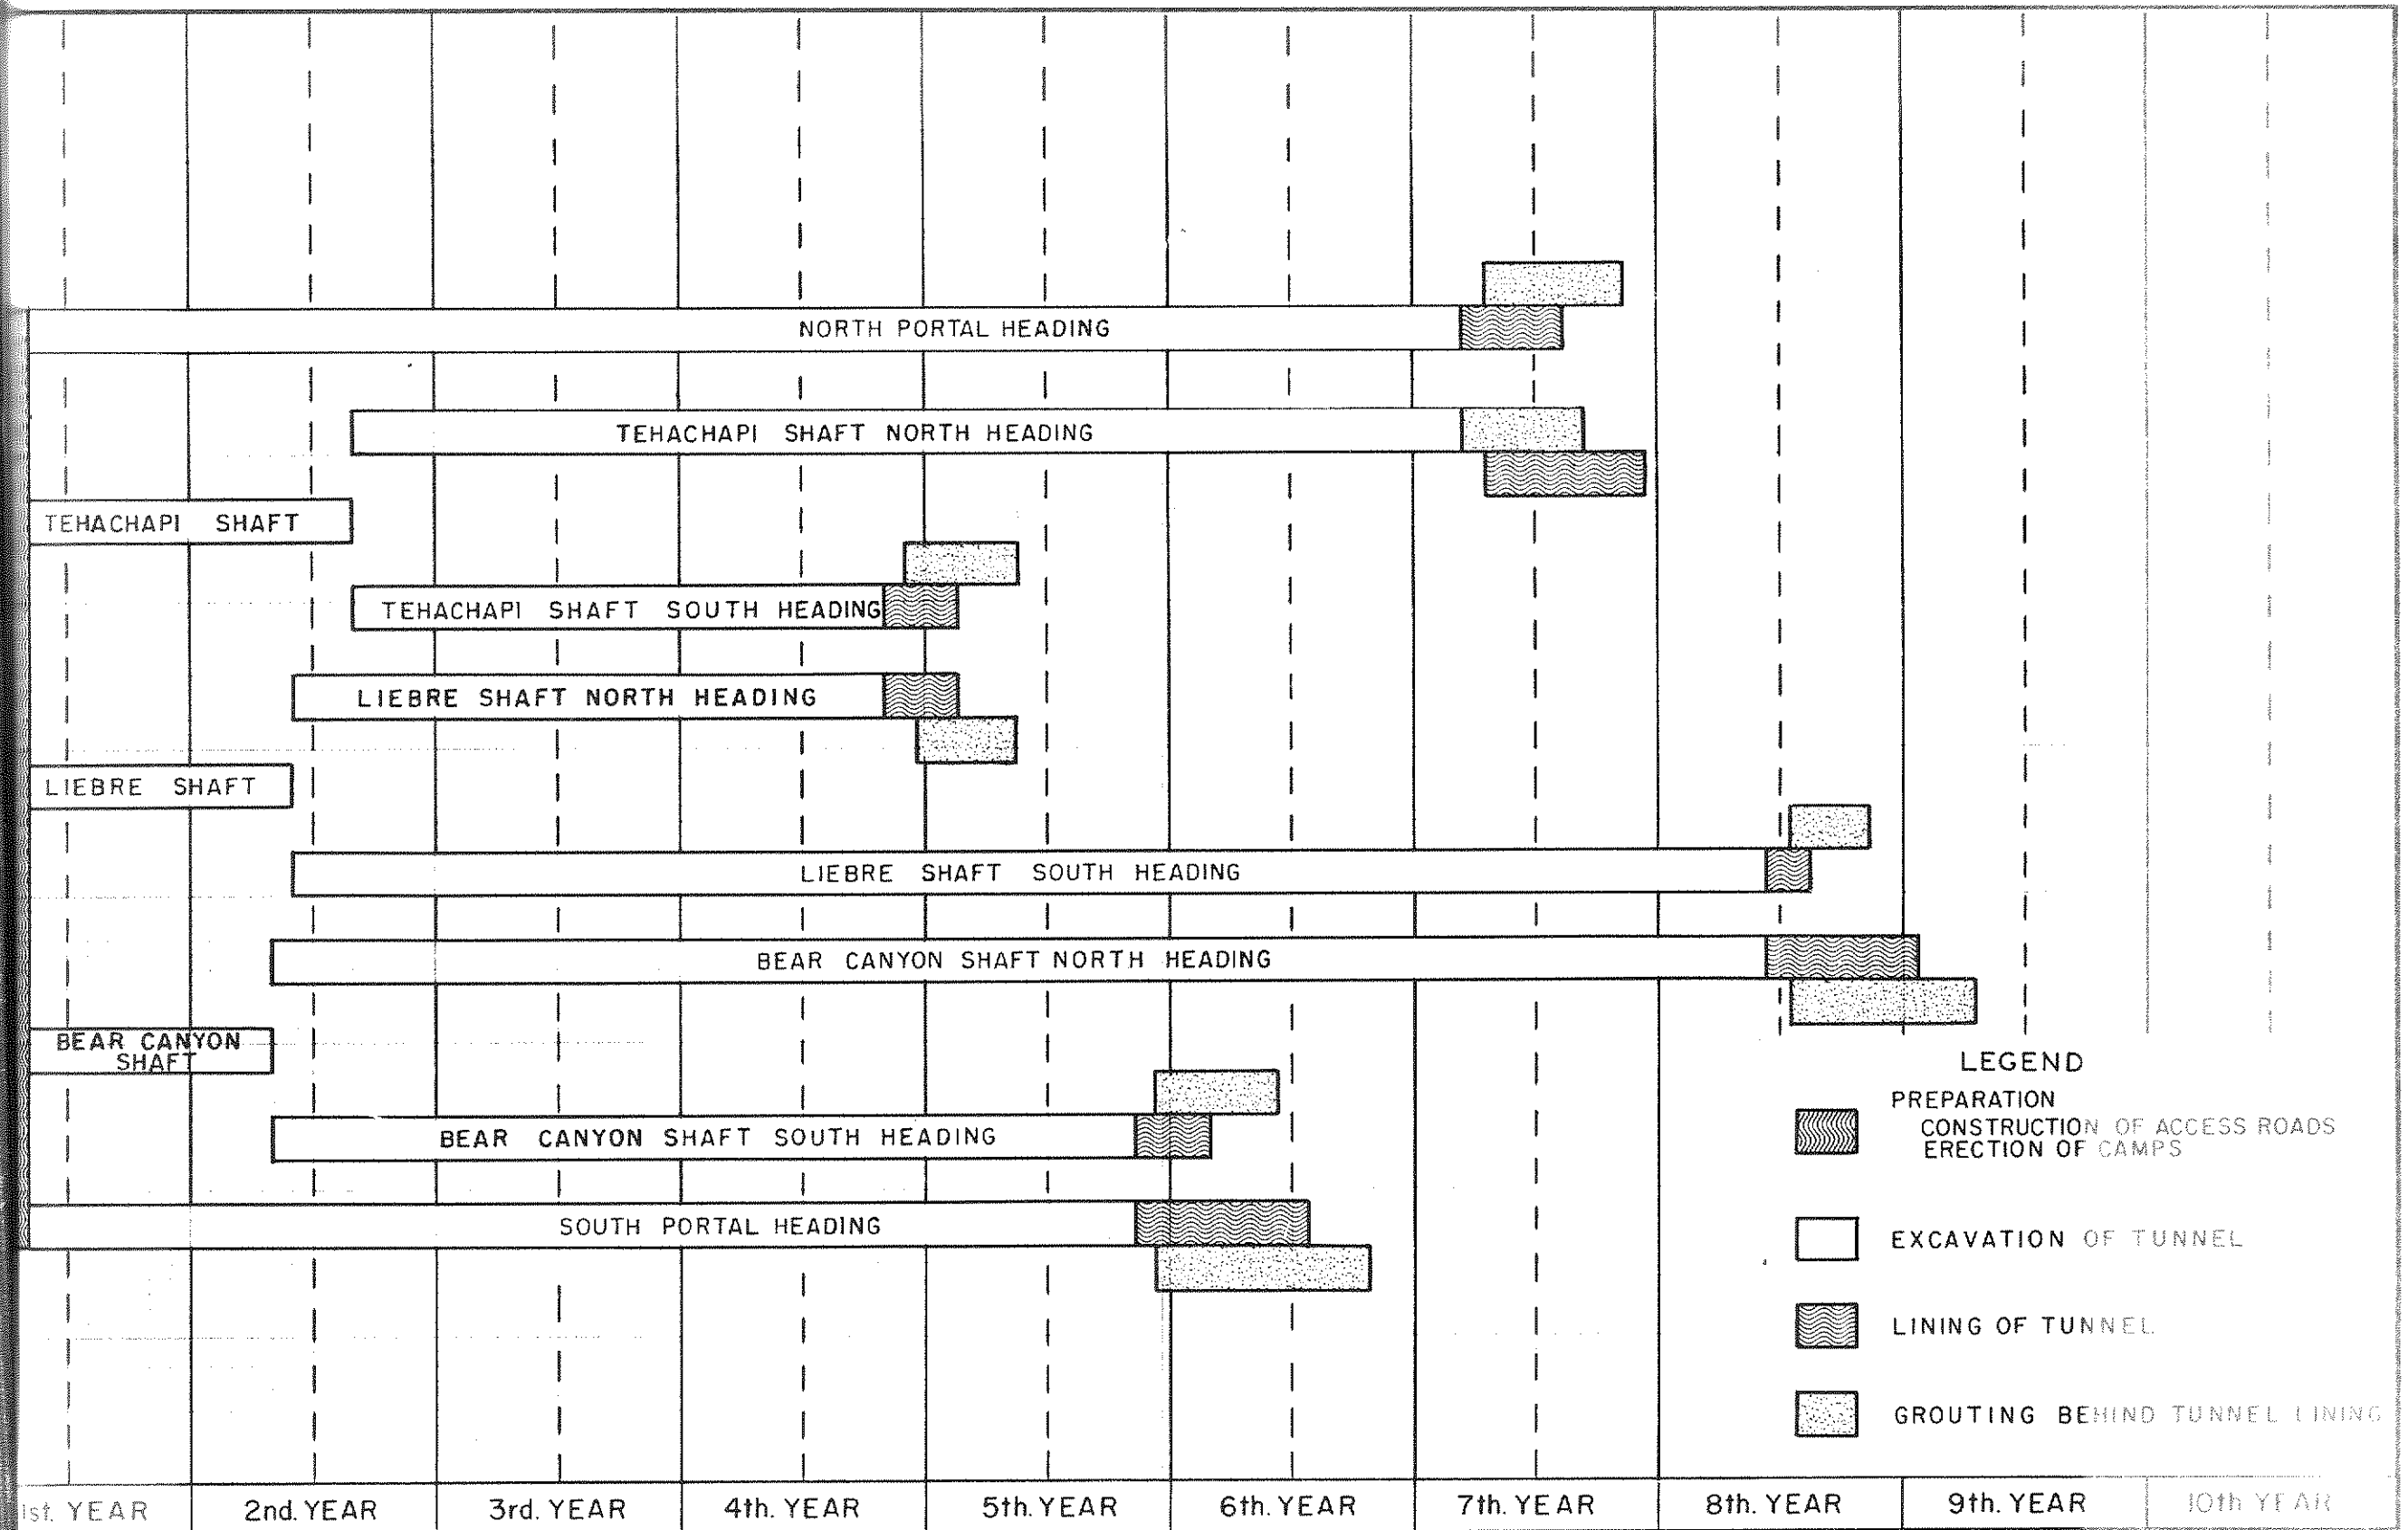 NORTH PORTAL HEADING
TEHACHAPI SHAFT NORTH HEADING
TEHACHAPI SHAFT
TEHACHAPI SHAFT SOUTH HEADING
LIEBRE SHAFT NORTH HEADING
LIEBRE SHAFT
LIEBRE SHAFT SOUTH HEADING
BEAR CANYON SHAFT NORTH HEADING
BEAR CANYON
SHAFT
BEAR CANYON SHAFT SOUTH HEADING
SOUTH PORTAL HEADING
LEGEND
PREPARATION
CONSTRUCTION OF ACCESS ROADS
ERECTION OF CAMPS
EXCAVATION OF TUNNEL
LINING OF TUNNEL
GROUTING BEHIND TUNNEL LINING
1st. YEAR 2nd. YEAR 3rd. YEAR 4th. YEAR 5th. YEAR 6th. YEAR 7th. YEAR 8th. YEAR 9th. YEAR 10th YEAR